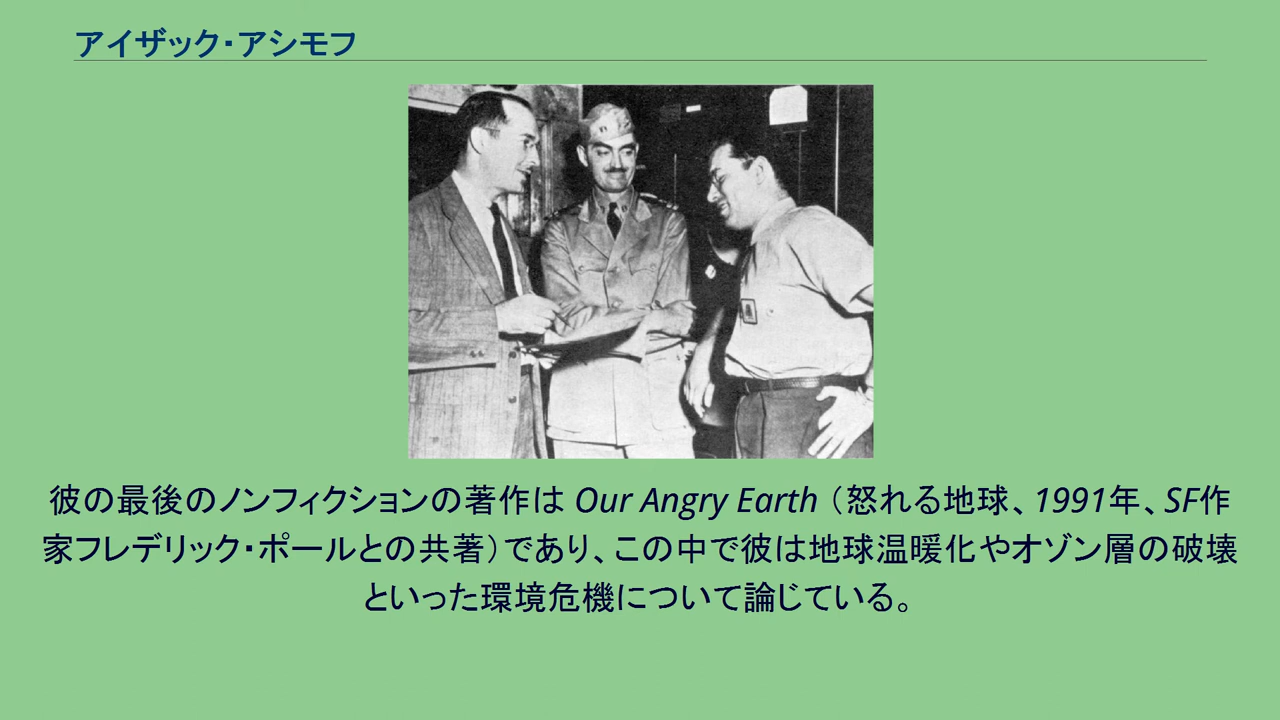 アイザック・アシモフ
彼の最後のノンフィクションの著作は Our Angry Earth（怒れる地球、1991年、SF作
家フレデリック・ポールとの共著）であり、この中で彼は地球温暖化やオゾン層の破壊
といった環境危機について論じている。